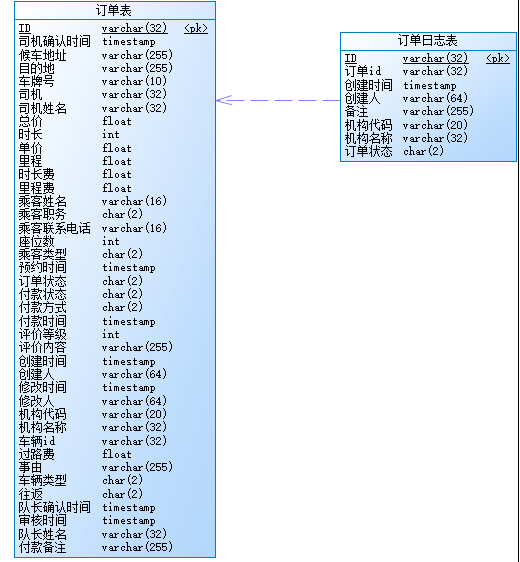 订单表
ID varchar(32) <pk>
司机确认时间 timestamp
候车地址 varchar(255)
目的地 varchar(255)
车牌号 varchar(10)
司机 varchar(32)
司机姓名 varchar(32)
总价 float
时长 int
单价 float
里程 float
时长费 float
里程费 float
乘客姓名 varchar(16)
乘客职务 char(2)
乘客联系电话 varchar(16)
座位数 int
乘客类型 char(2)
预约时间 timestamp
订单状态 char(2)
付款状态 char(2)
付款方式 char(2)
付款时间 timestamp
评价等级 int
评价内容 varchar(255)
创建时间 timestamp
创建人 varchar(64)
修改时间 timestamp
修改人 varchar(64)
机构代码 varchar(20)
机构名称 varchar(32)
车辆id varchar(32)
过路费 float
事由 varchar(255)
车辆类型 char(2)
往返 char(2)
队长确认时间 timestamp
审核时间 timestamp
队长姓名 varchar(32)
付款备注 varchar(255)
订单日志表
ID varchar(32) <pk>
订单id varchar(32)
创建时间 timestamp
创建人 varchar(64)
备注 varchar(255)
机构代码 varchar(20)
机构名称 varchar(32)
订单状态 char(2)